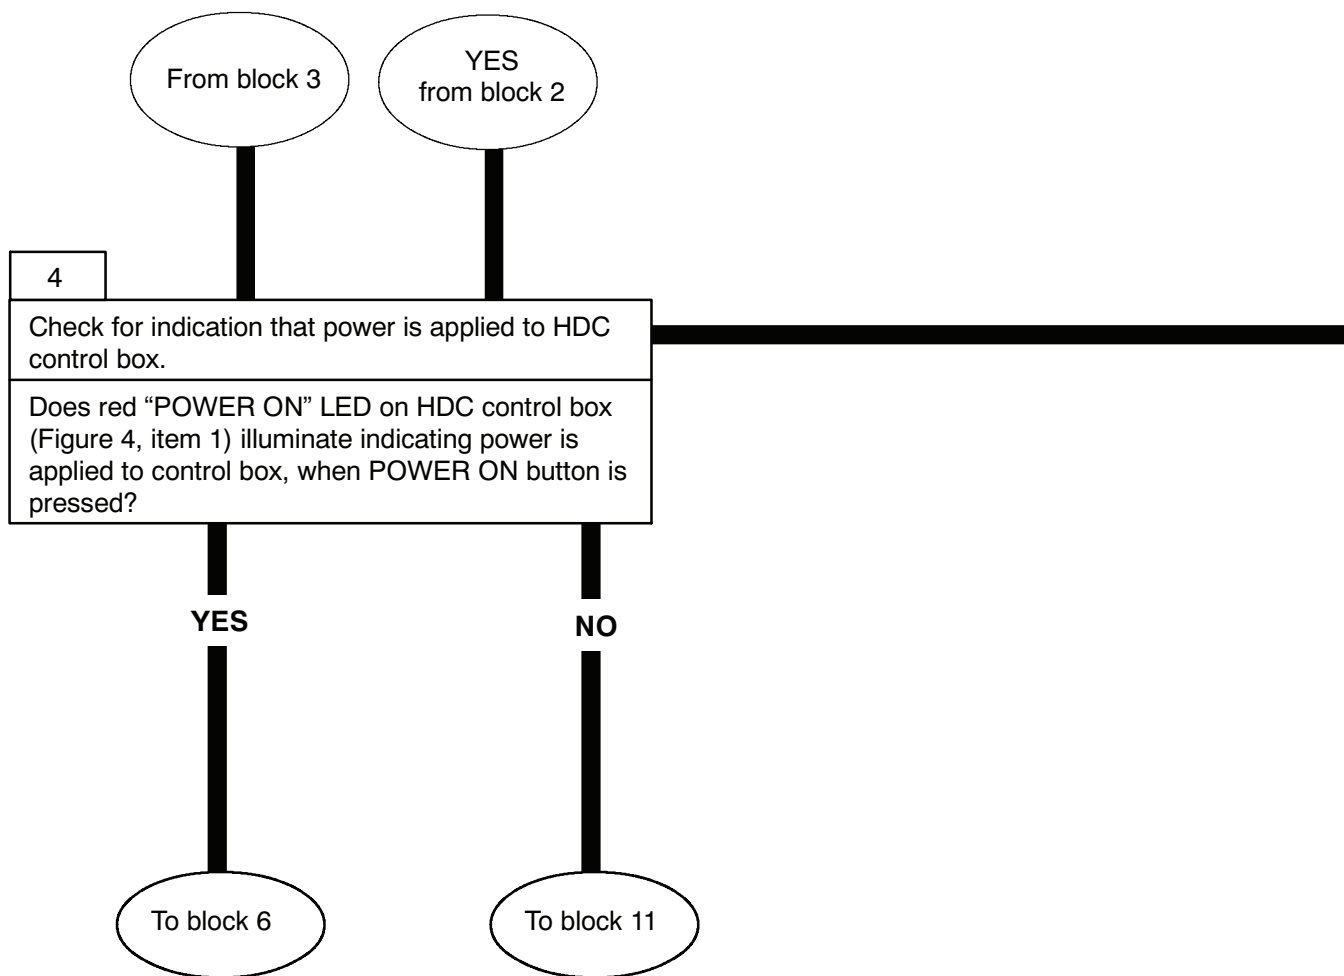 From block 3
YES
from block 2
4
Check for indication that power is applied to HDC
control box.
Does red “POWER ON” LED on HDC control box
(Figure 4, item 1) illuminate indicating power is
applied to control box, when POWER ON button is
pressed?
YES
NO
To block 6
To block 11